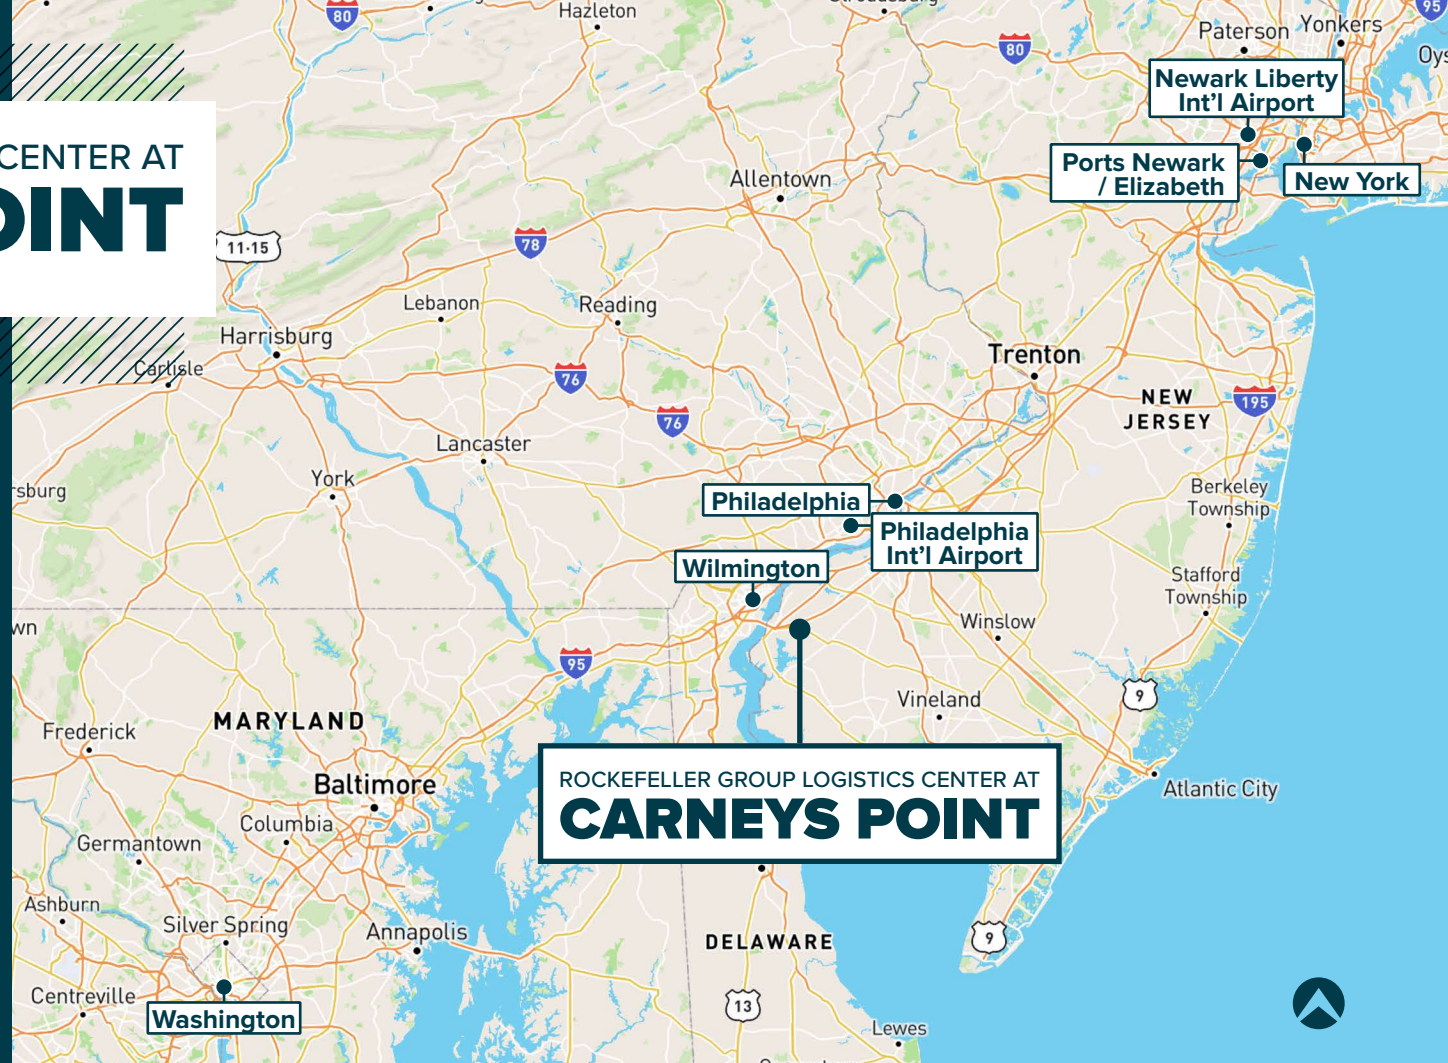 80
Hazleton
95
Paterson
Yonkers
80
Newark Liberty
Int'l Airport
CENTER AT
Ports Newark
/ Elizabeth
New York
Allentown
11·15
78
Lebanon
Reading
Harrisburg
Carlisle
Trenton
76
NEW
JERSEY
195
76
Lancaster
York
Philadelphia
Berkeley
Township
Philadelphia
Int'l Airport
Wilmington
Stafford
Township
Winslow
95
9
Vineland
MARYLAND
Frederick
ROCKEFELLER GROUP LOGISTICS CENTER AT
CARNEYS POINT
Baltimore
Atlantic City
Columbia
Germantown
Ashburn
Silver Spring
Annapolis
DELAWARE
9
Centreville
13
Washington
Lewes